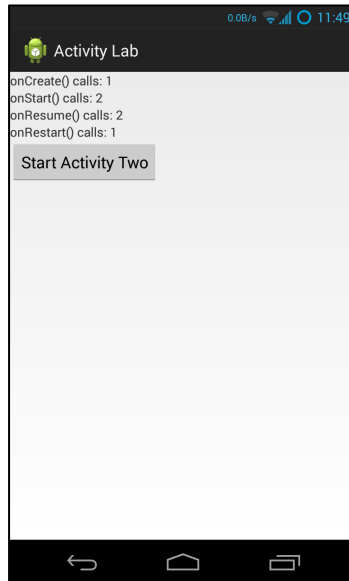 0.0B/s 11:49
Activity Lab
onCreate() calls: 1
onStart() calls: 2
onResume() calls: 2
onRestart() calls: 1
Start Activity Two